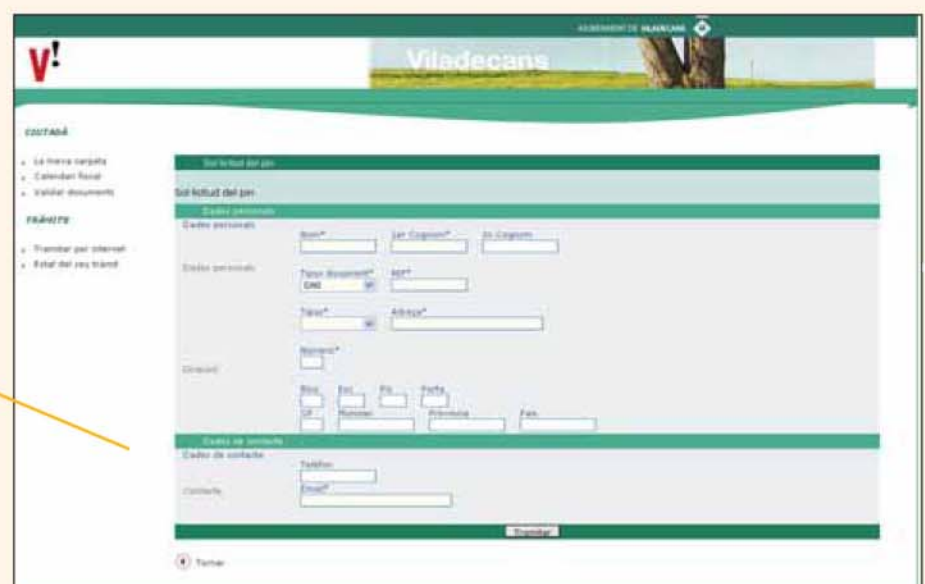 AJUNTAMENT DE VILADECANS
V!
Viladecans
CIUTADÀ
La meva carpeta
Calendari fiscal
Validar documents
TRÀMITS
Tramitar per internet
Estat del seu tràmit
Sol·licitud del pin
Sol·licitud del pin
Dades personals
Dades personals
Nom* 1er Cognom* 2n Cognom
Dades personals
Tipus document* NIF*
DNI
Tipus* Adreça*
Número*
Direcció
Bloc Esc Pis Porta
CP Municipi Província País
Dades de contacte
Dades de contacte
Telèfon
Contacte
Email*
Tramitar
Tornar